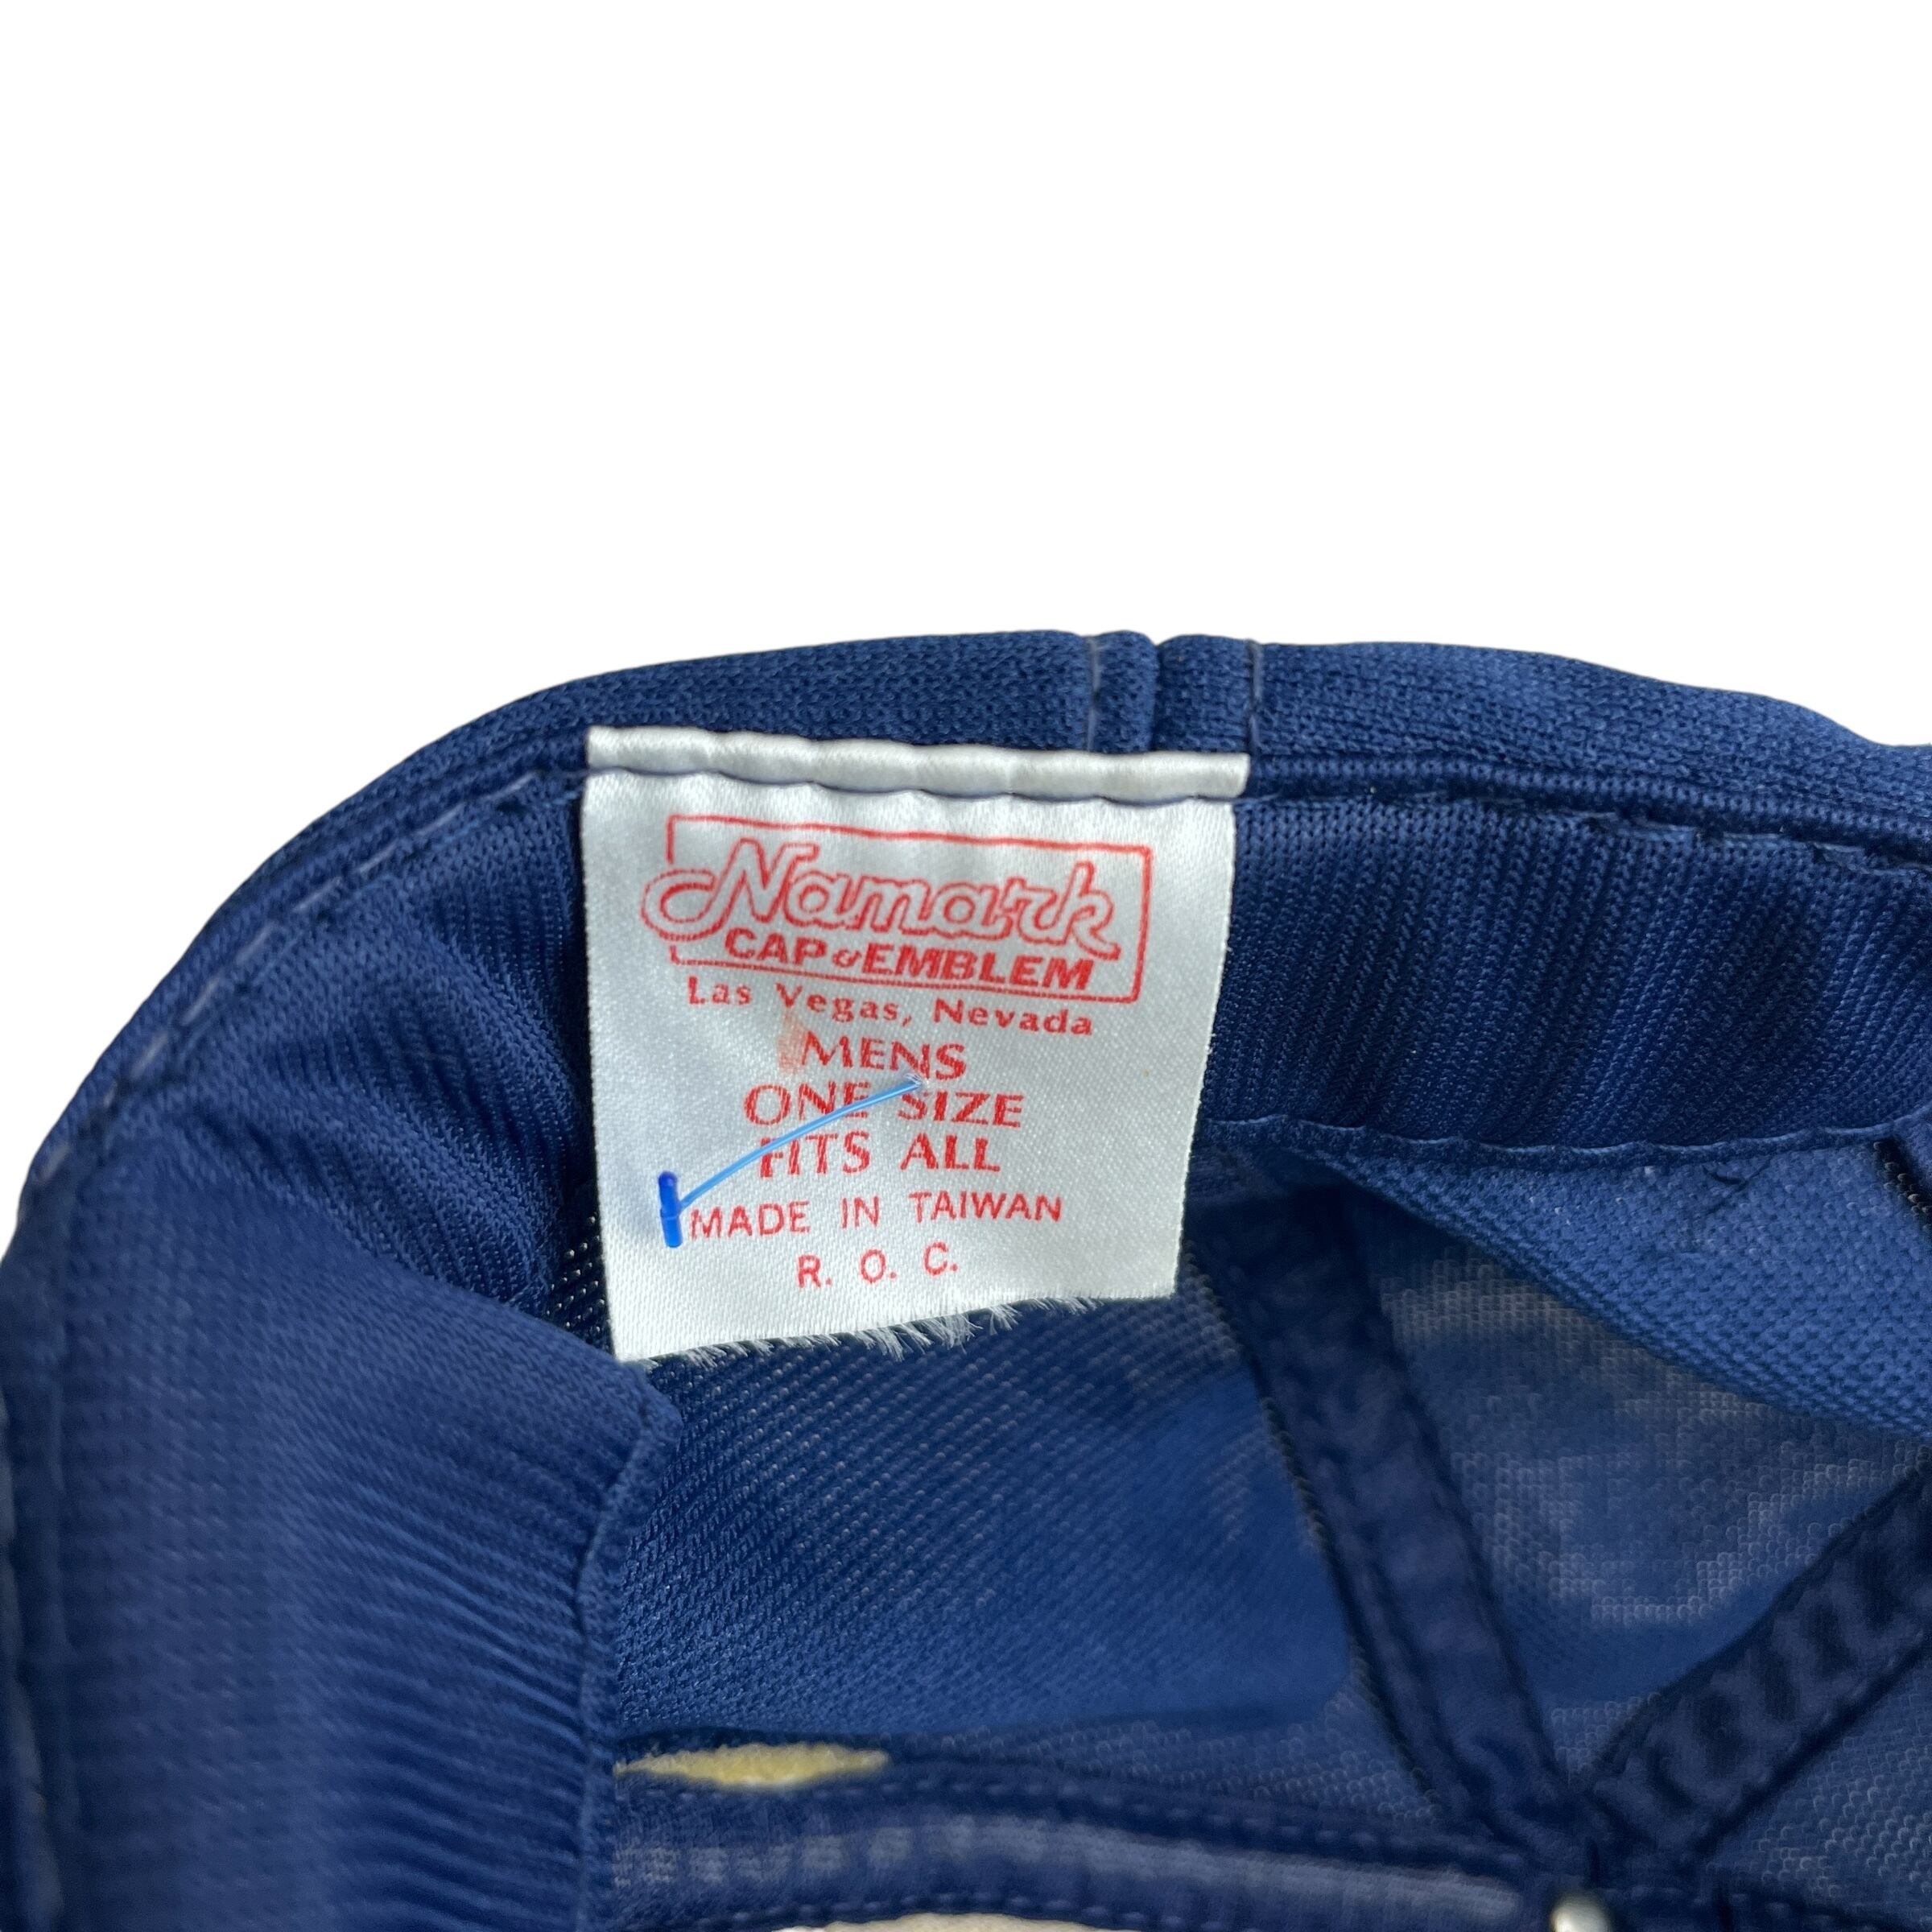 Namark
CAP & EMBLEM
Las Vegas, Nevada
MENS
ONE SIZE
FITS ALL
MADE IN TAIWAN
R. O. C.